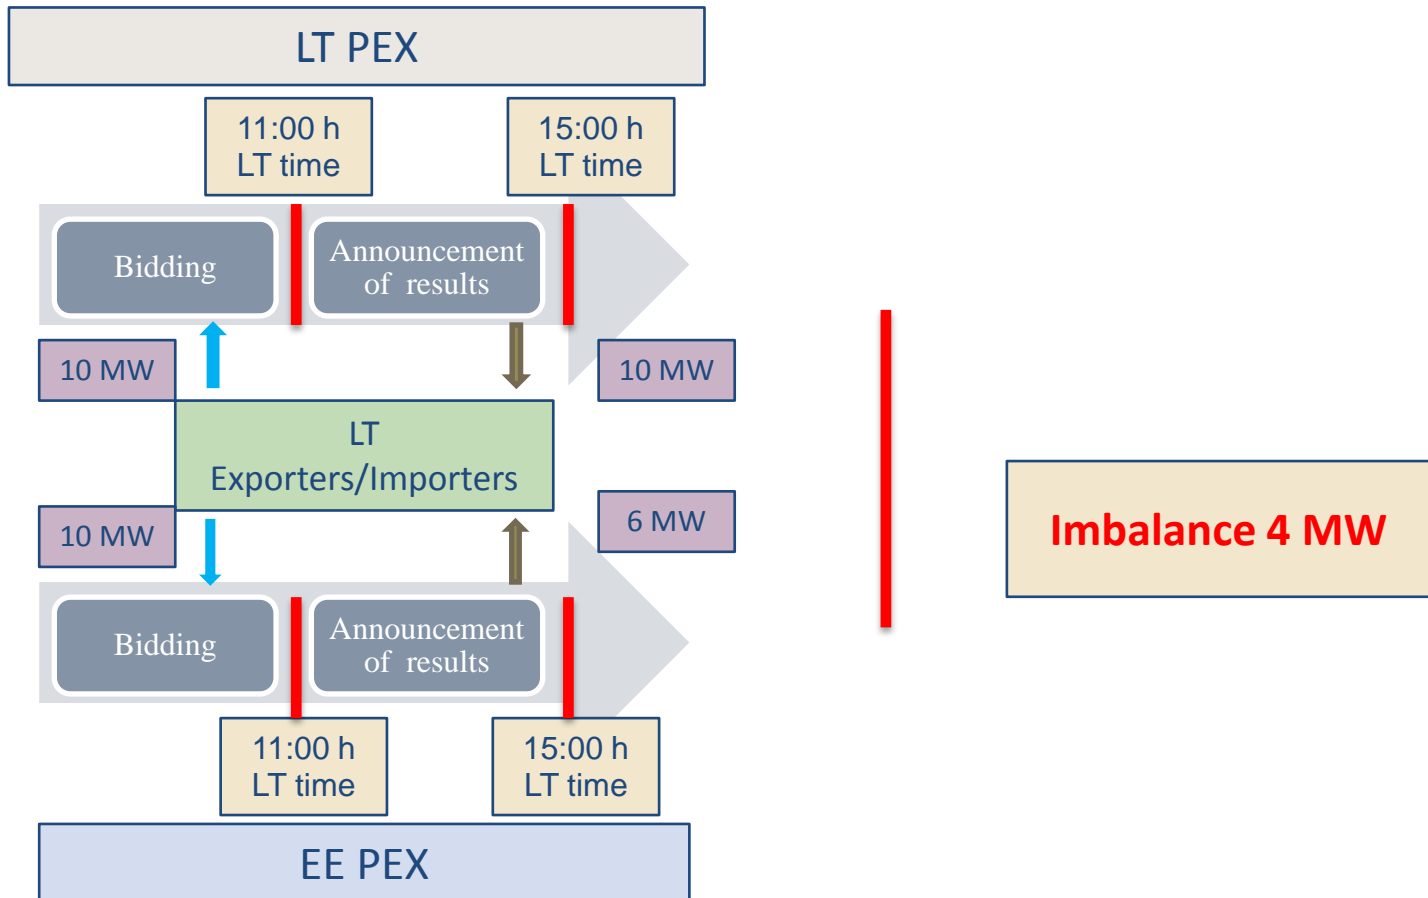 LT PEX
11:00 h
LT time
15:00 h
LT time
Bidding
Announcement
of results
10 MW
10 MW
LT
Exporters/Importers
10 MW
6 MW
Imbalance 4 MW
Bidding
Announcement
of results
11:00 h
LT time
15:00 h
LT time
EE PEX